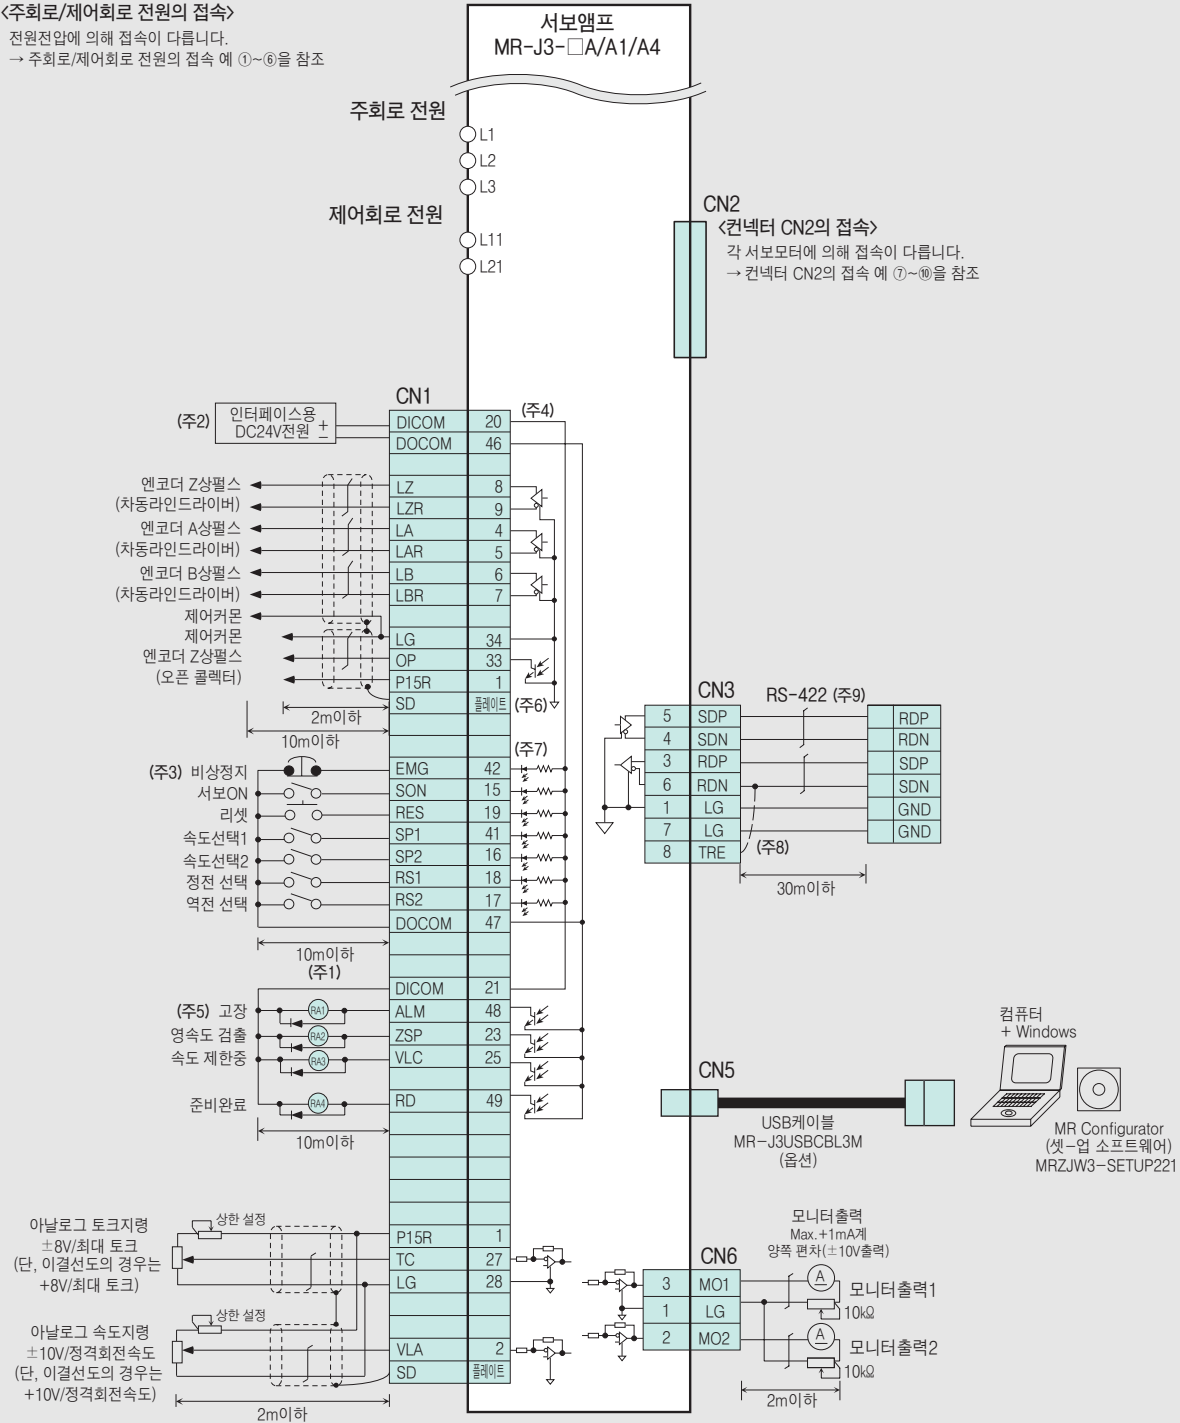 <주회로/제어회로 전원의 접속>
전원전압에 의해 접속이 다릅니다.
→ 주회로/제어회로 전원의 접속 예 ①~⑥을 참조
서보앰프
MR-J3-□A/A1/A4
주회로 전원
L1
L2
L3
제어회로 전원
L11
L21
CN2
<컨넥터 CN2의 접속>
각 서보모터에 의해 접속이 다릅니다.
→ 컨넥터 CN2의 접속 예 ⑦~⑩을 참조
CN1
(주2) 인터페이스용 +
DC24V전원 −
(주4)
DICOM 20
DOCOM 46
엔코더 Z상펄스 LZ 8
(차동라인드라이버) LZR 9
엔코더 A상펄스 LA 4
(차동라인드라이버) LAR 5
엔코더 B상펄스 LB 6
(차동라인드라이버) LBR 7
제어커몬
제어커몬 LG 34
엔코더 Z상펄스 OP 33
(오픈 콜렉터) P15R 1
SD 플레이트 (주6)
2m이하
10m이하
(주7)
(주3) 비상정지 EMG 42
서보ON SON 15
리셋 RES 19
속도선택1 SP1 41
속도선택2 SP2 16
정전 선택 RS1 18
역전 선택 RS2 17
DOCOM 47
10m이하
(주1)
DICOM 21
(주5) 고장 RA1 ALM 48
영속도 검출 RA2 ZSP 23
속도 제한중 RA3 VLC 25
준비완료 RA4 RD 49
10m이하
CN3
RS-422 (주9)
5 SDP RDP
4 SDN RDN
3 RDP SDP
6 RDN SDN
1 LG GND
7 LG GND
8 TRE (주8)
30m이하
CN5
USB케이블
MR-J3USBCBL3M
(옵션)
컴퓨터
+ Windows
MR Configurator
(셋-업 소프트웨어)
MRZJW3-SETUP221
아날로그 토크지령
±8V/최대 토크
(단, 이결선도의 경우는
+8V/최대 토크)
상한 설정
P15R 1
TC 27
LG 28
아날로그 속도지령
±10V/정격회전속도
(단, 이결선도의 경우는
+10V/정격회전속도)
상한 설정
VLA 2
SD 플레이트
2m이하
모니터출력
Max.+1mA계
양쪽 편차(±10V출력)
CN6
3 MO1 A 모니터출력1
10kΩ
1 LG
2 MO2 A 모니터출력2
10kΩ
2m이하